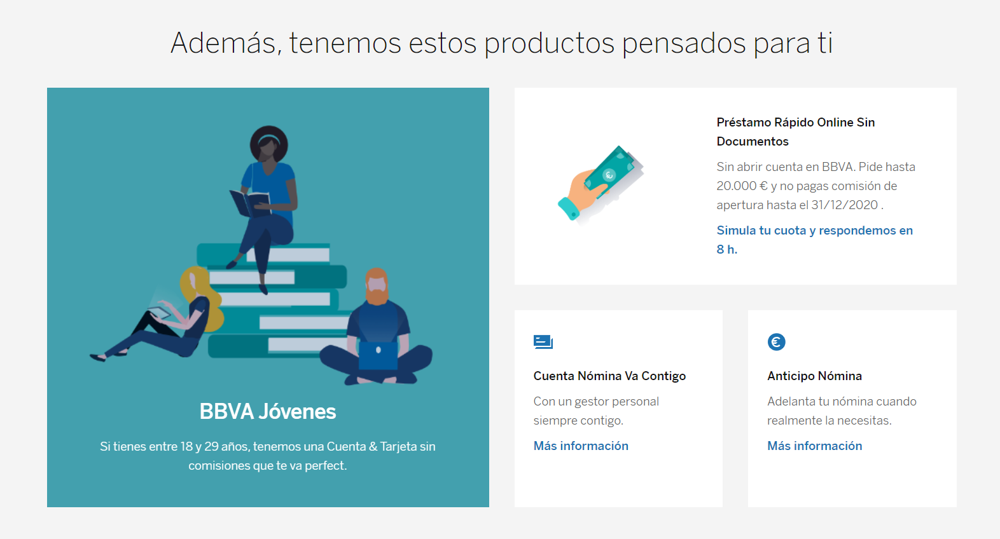 Además, tenemos estos productos pensados para ti
BBVA Jóvenes
Si tienes entre 18 y 29 años, tenemos una Cuenta & Tarjeta sin
comisiones que te va perfect.
Préstamo Rápido Online Sin
Documentos
Sin abrir cuenta en BBVA. Pide hasta
20.000 € y no pagas comisión de
apertura hasta el 31/12/2020 .
Simula tu cuota y respondemos en
8 h.
Cuenta Nómina Va Contigo
Con un gestor personal
siempre contigo.
Más información
Anticipo Nómina
Adelanta tu nómina cuando
realmente la necesitas.
Más información